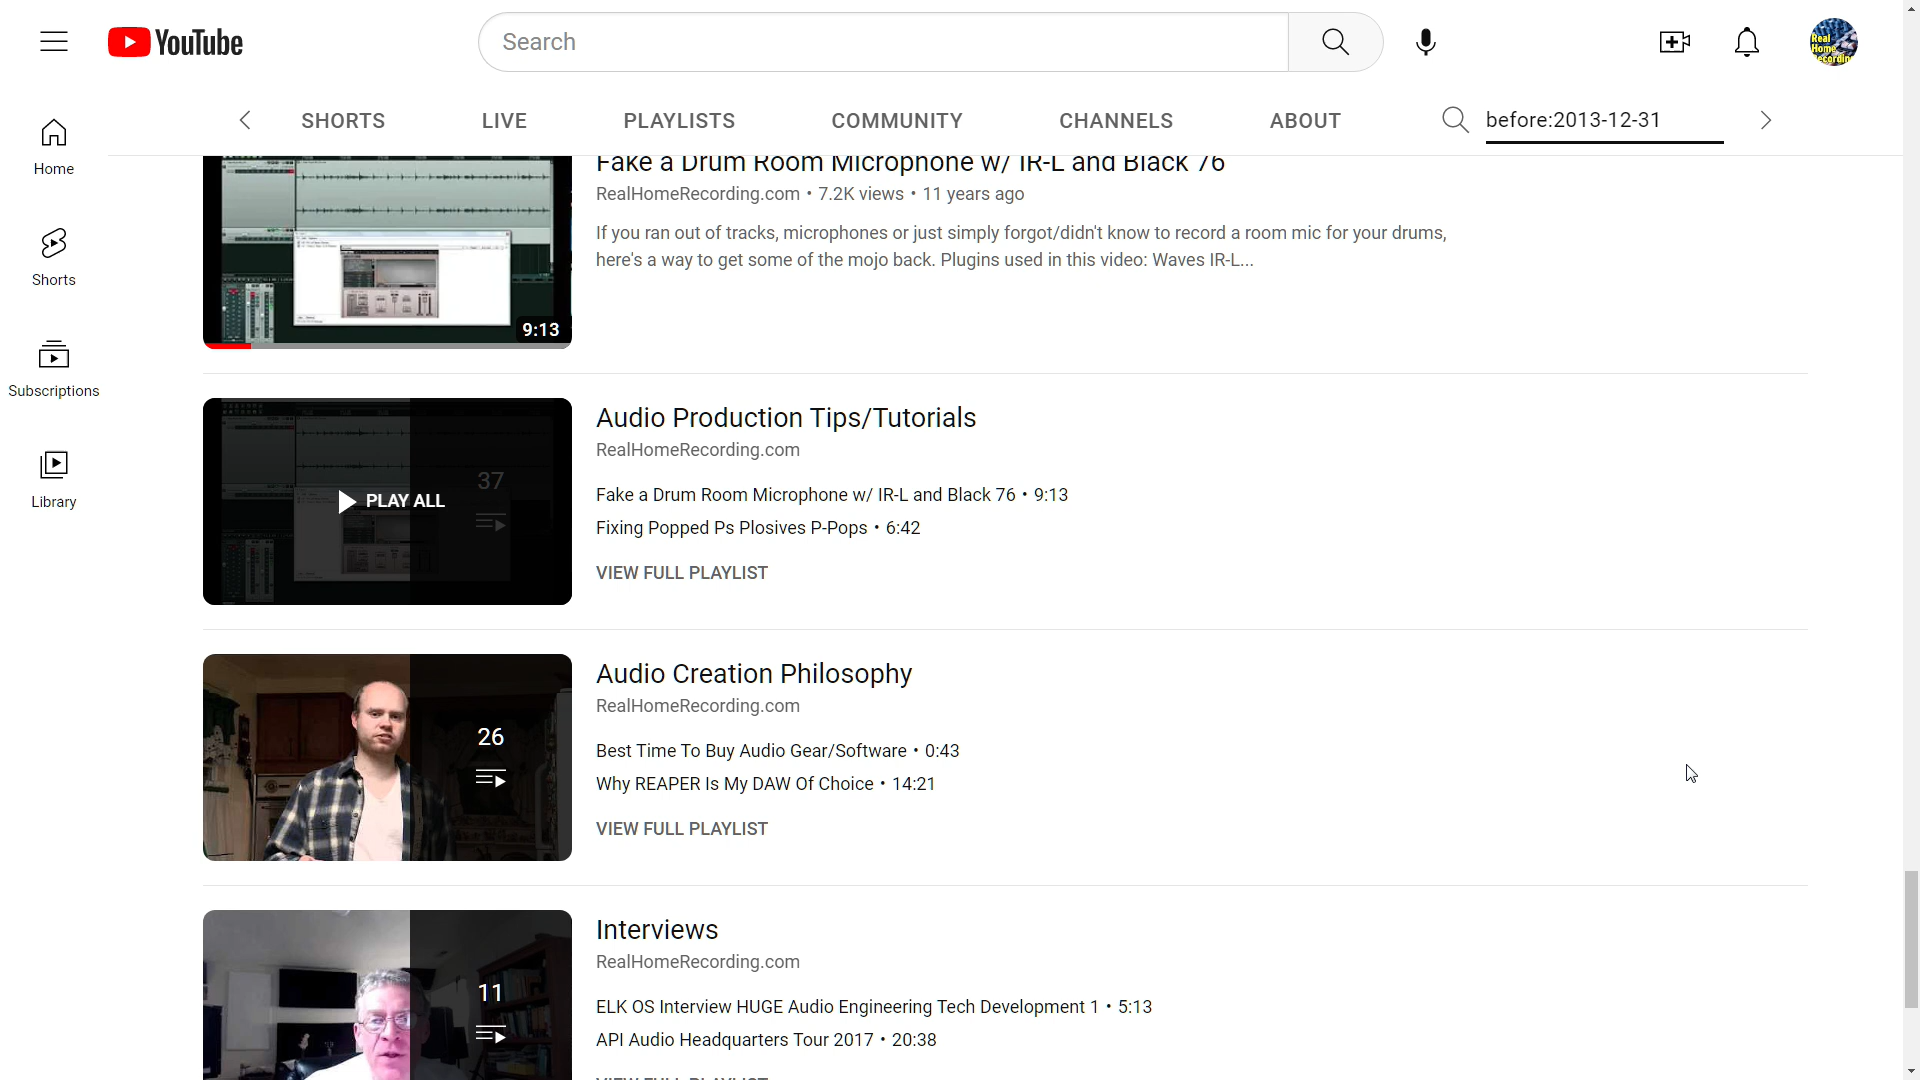 YouTube
Search
Real
Home
Recording
SHORTS
LIVE
PLAYLISTS
COMMUNITY
CHANNELS
ABOUT
before:2013-12-31
Home
Shorts
Subscriptions
Library
Fake a Drum Room Microphone w/ IR-L and Black 76
RealHomeRecording.com • 7.2K views • 11 years ago
If you ran out of tracks, microphones or just simply forgot/didn't know to record a room mic for your drums,
here's a way to get some of the mojo back. Plugins used in this video: Waves IR-L...
9:13
Audio Production Tips/Tutorials
RealHomeRecording.com
37
PLAY ALL
Fake a Drum Room Microphone w/ IR-L and Black 76 • 9:13
Fixing Popped Ps Plosives P-Pops • 6:42
VIEW FULL PLAYLIST
Audio Creation Philosophy
RealHomeRecording.com
26
Best Time To Buy Audio Gear/Software • 0:43
Why REAPER Is My DAW Of Choice • 14:21
VIEW FULL PLAYLIST
Interviews
RealHomeRecording.com
11
ELK OS Interview HUGE Audio Engineering Tech Development 1 • 5:13
API Audio Headquarters Tour 2017 • 20:38
VIEW FULL PLAYLIST